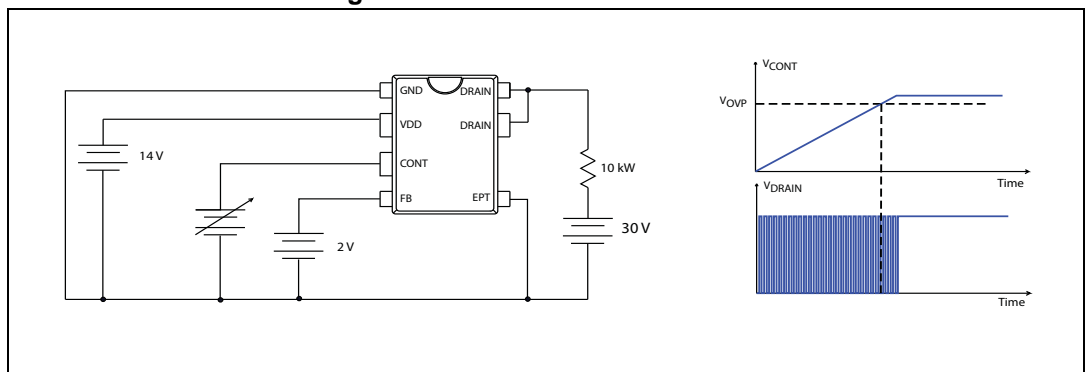 GND
DRAIN
VDD
DRAIN
CONT
FB
EPT
14 V
2 V
10 kW
30 V
VCONT
VOVP
Time
VDRAIN
Time